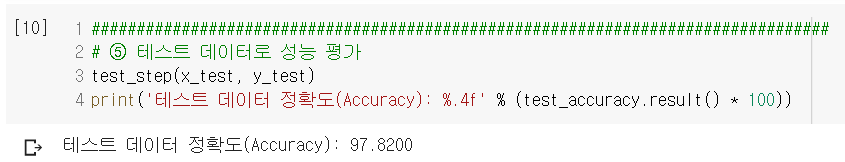 [10]
1 ################################################################################
2 # ⑤ 테스트 데이터로 성능 평가
3 test_step(x_test, y_test)
4 print('테스트 데이터 정확도(Accuracy): %.4f' % (test_accuracy.result() * 100))
테스트 데이터 정확도(Accuracy): 97.8200